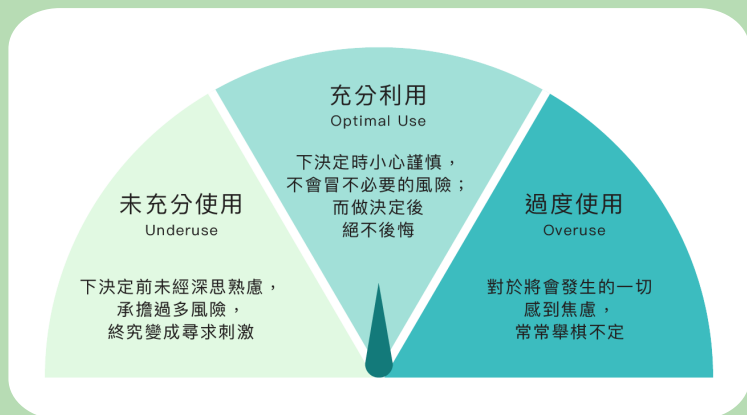 充分利用
Optimal Use
下決定時小心謹慎，
不會冒不必要的風險；
而做決定後
絕不後悔
未充分使用
Underuse
下決定前未經深思熟慮，
承擔過多風險，
終究變成尋求刺激
過度使用
Overuse
對於將會發生的一切
感到焦慮，
常常舉棋不定